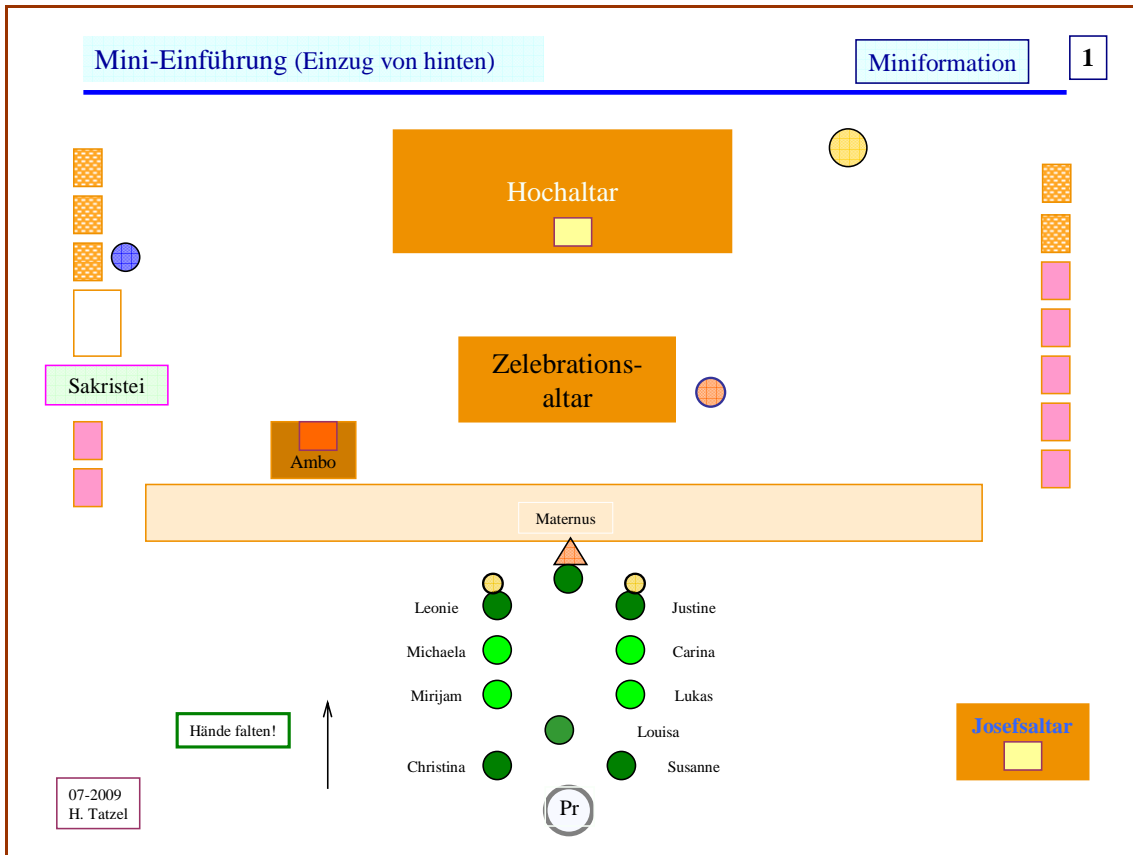 Mini-Einführung (Einzug von hinten)
Miniformation
1
Hochaltar
Zelebrations-
altar
Sakristei
Ambo
Maternus
Leonie
Justine
Michaela
Carina
Mirijam
Lukas
Hände falten!
Louisa
Josefsaltar
Christina
Susanne
07-2009
H. Tatzel
Pr